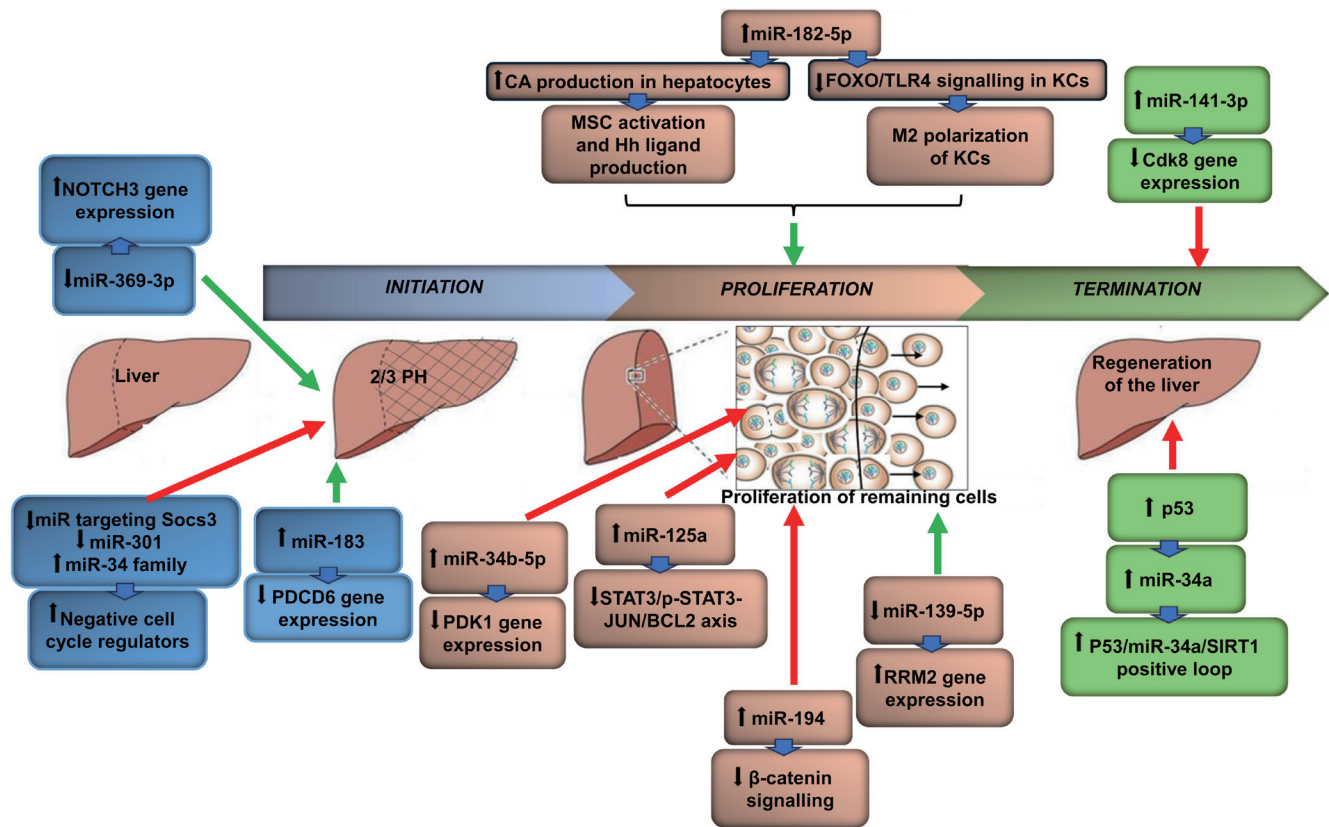 ↑miR-182-5p
↑CA production in hepatocytes
↓FOXO/TLR4 signalling in KCs
MSC activation
and Hh ligand
production
M2 polarization
of KCs
↑ miR-141-3p
↓Cdk8 gene
expression
↑NOTCH3 gene
expression
↓miR-369-3p
INITIATION
PROLIFERATION
TERMINATION
Liver
2/3 PH
Regeneration
of the liver
Proliferation of remaining cells
↓miR targeting Socs3
↓miR-301
↑miR-34 family
↑Negative cell
cycle regulators
↑ miR-183
↓ PDCD6 gene
expression
↑ miR-34b-5p
↓PDK1 gene
expression
↑ miR-125a
↓STAT3/p-STAT3-
JUN/BCL2 axis
↑ miR-194
↓ β-catenin
signalling
↓ miR-139-5p
↑RRM2 gene
expression
↑ p53
↑ miR-34a
↑ P53/miR-34a/SIRT1
positive loop